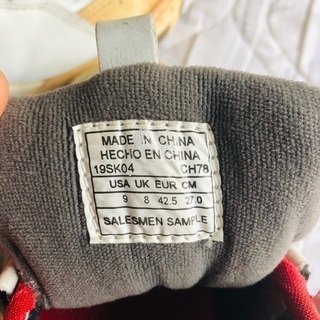 MADE IN CHINA
HECHO EN CHINA
19SK04 CH78
USA UK EUR CM
9 8 42.5 27.0
SALESMEN SAMPLE